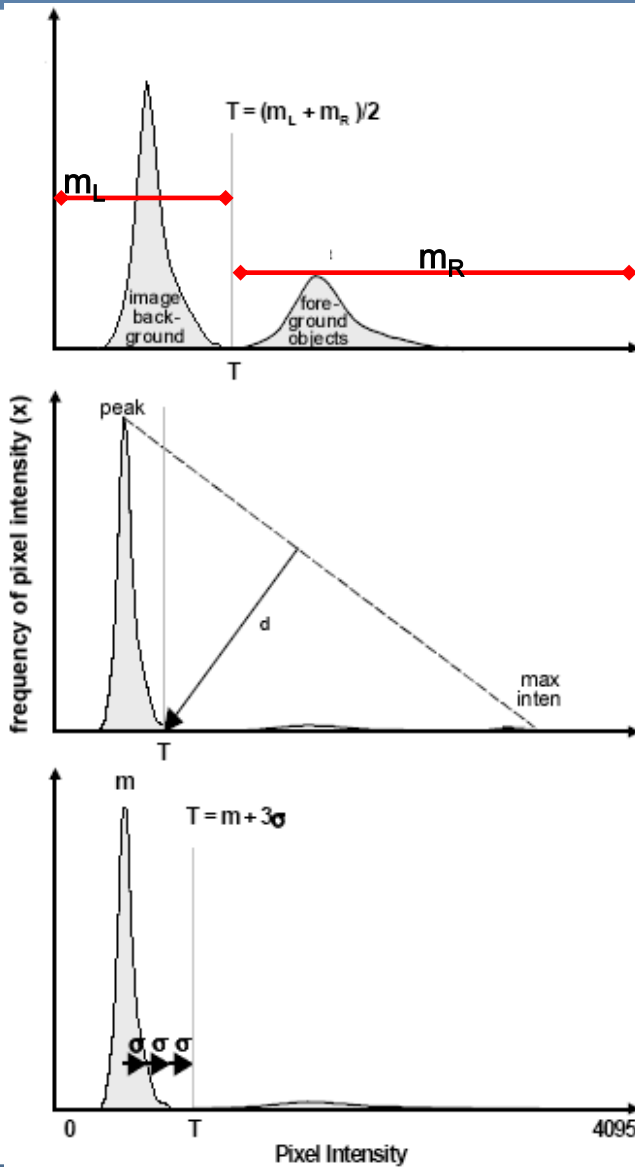 T = (mL + mR)/2
mL
mR
image
back-
ground
fore-
ground
objects
T
frequency of pixel intensity (x)
peak
d
max
inten
T
m
T = m + 3σ
σ σ σ
0 T 4095
Pixel Intensity